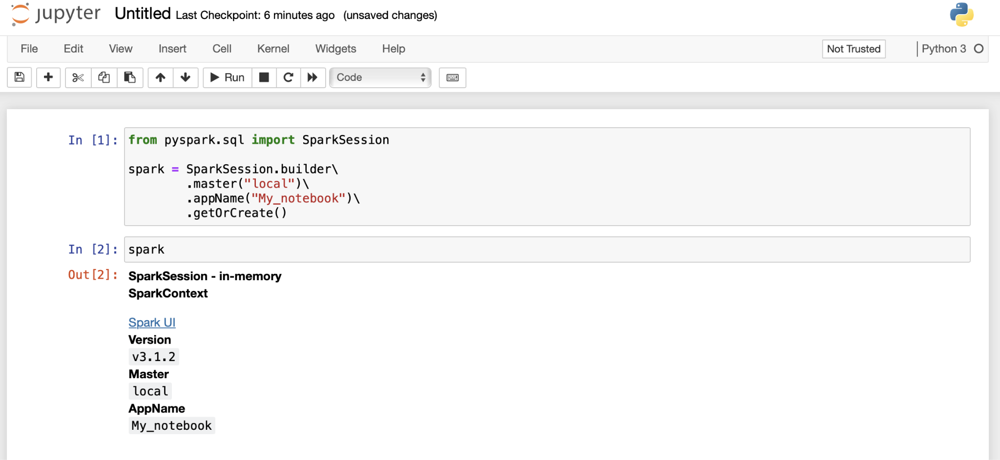 jupyter Untitled Last Checkpoint: 6 minutes ago (unsaved changes)
File Edit View Insert Cell Kernel Widgets Help Not Trusted Python 3
Run Code
In [1]: from pyspark.sql import SparkSession
spark = SparkSession.builder\
.master("local")\
.appName("My_notebook")\
.getOrCreate()
In [2]: spark
Out[2]: SparkSession - in-memory
SparkContext
Spark UI
Version
v3.1.2
Master
local
AppName
My_notebook